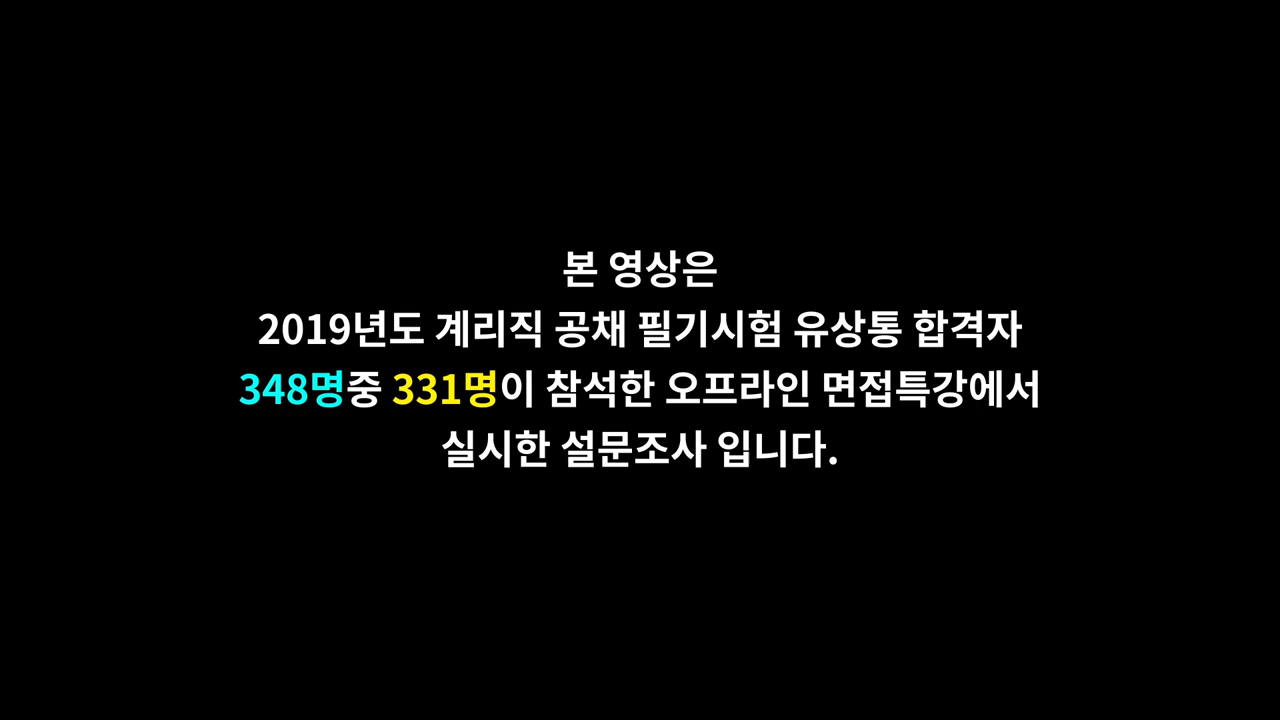 본 영상은
2019년도 계리직 공채 필기시험 유상통 합격자
348명중 331명이 참석한 오프라인 면접특강에서
실시한 설문조사 입니다.